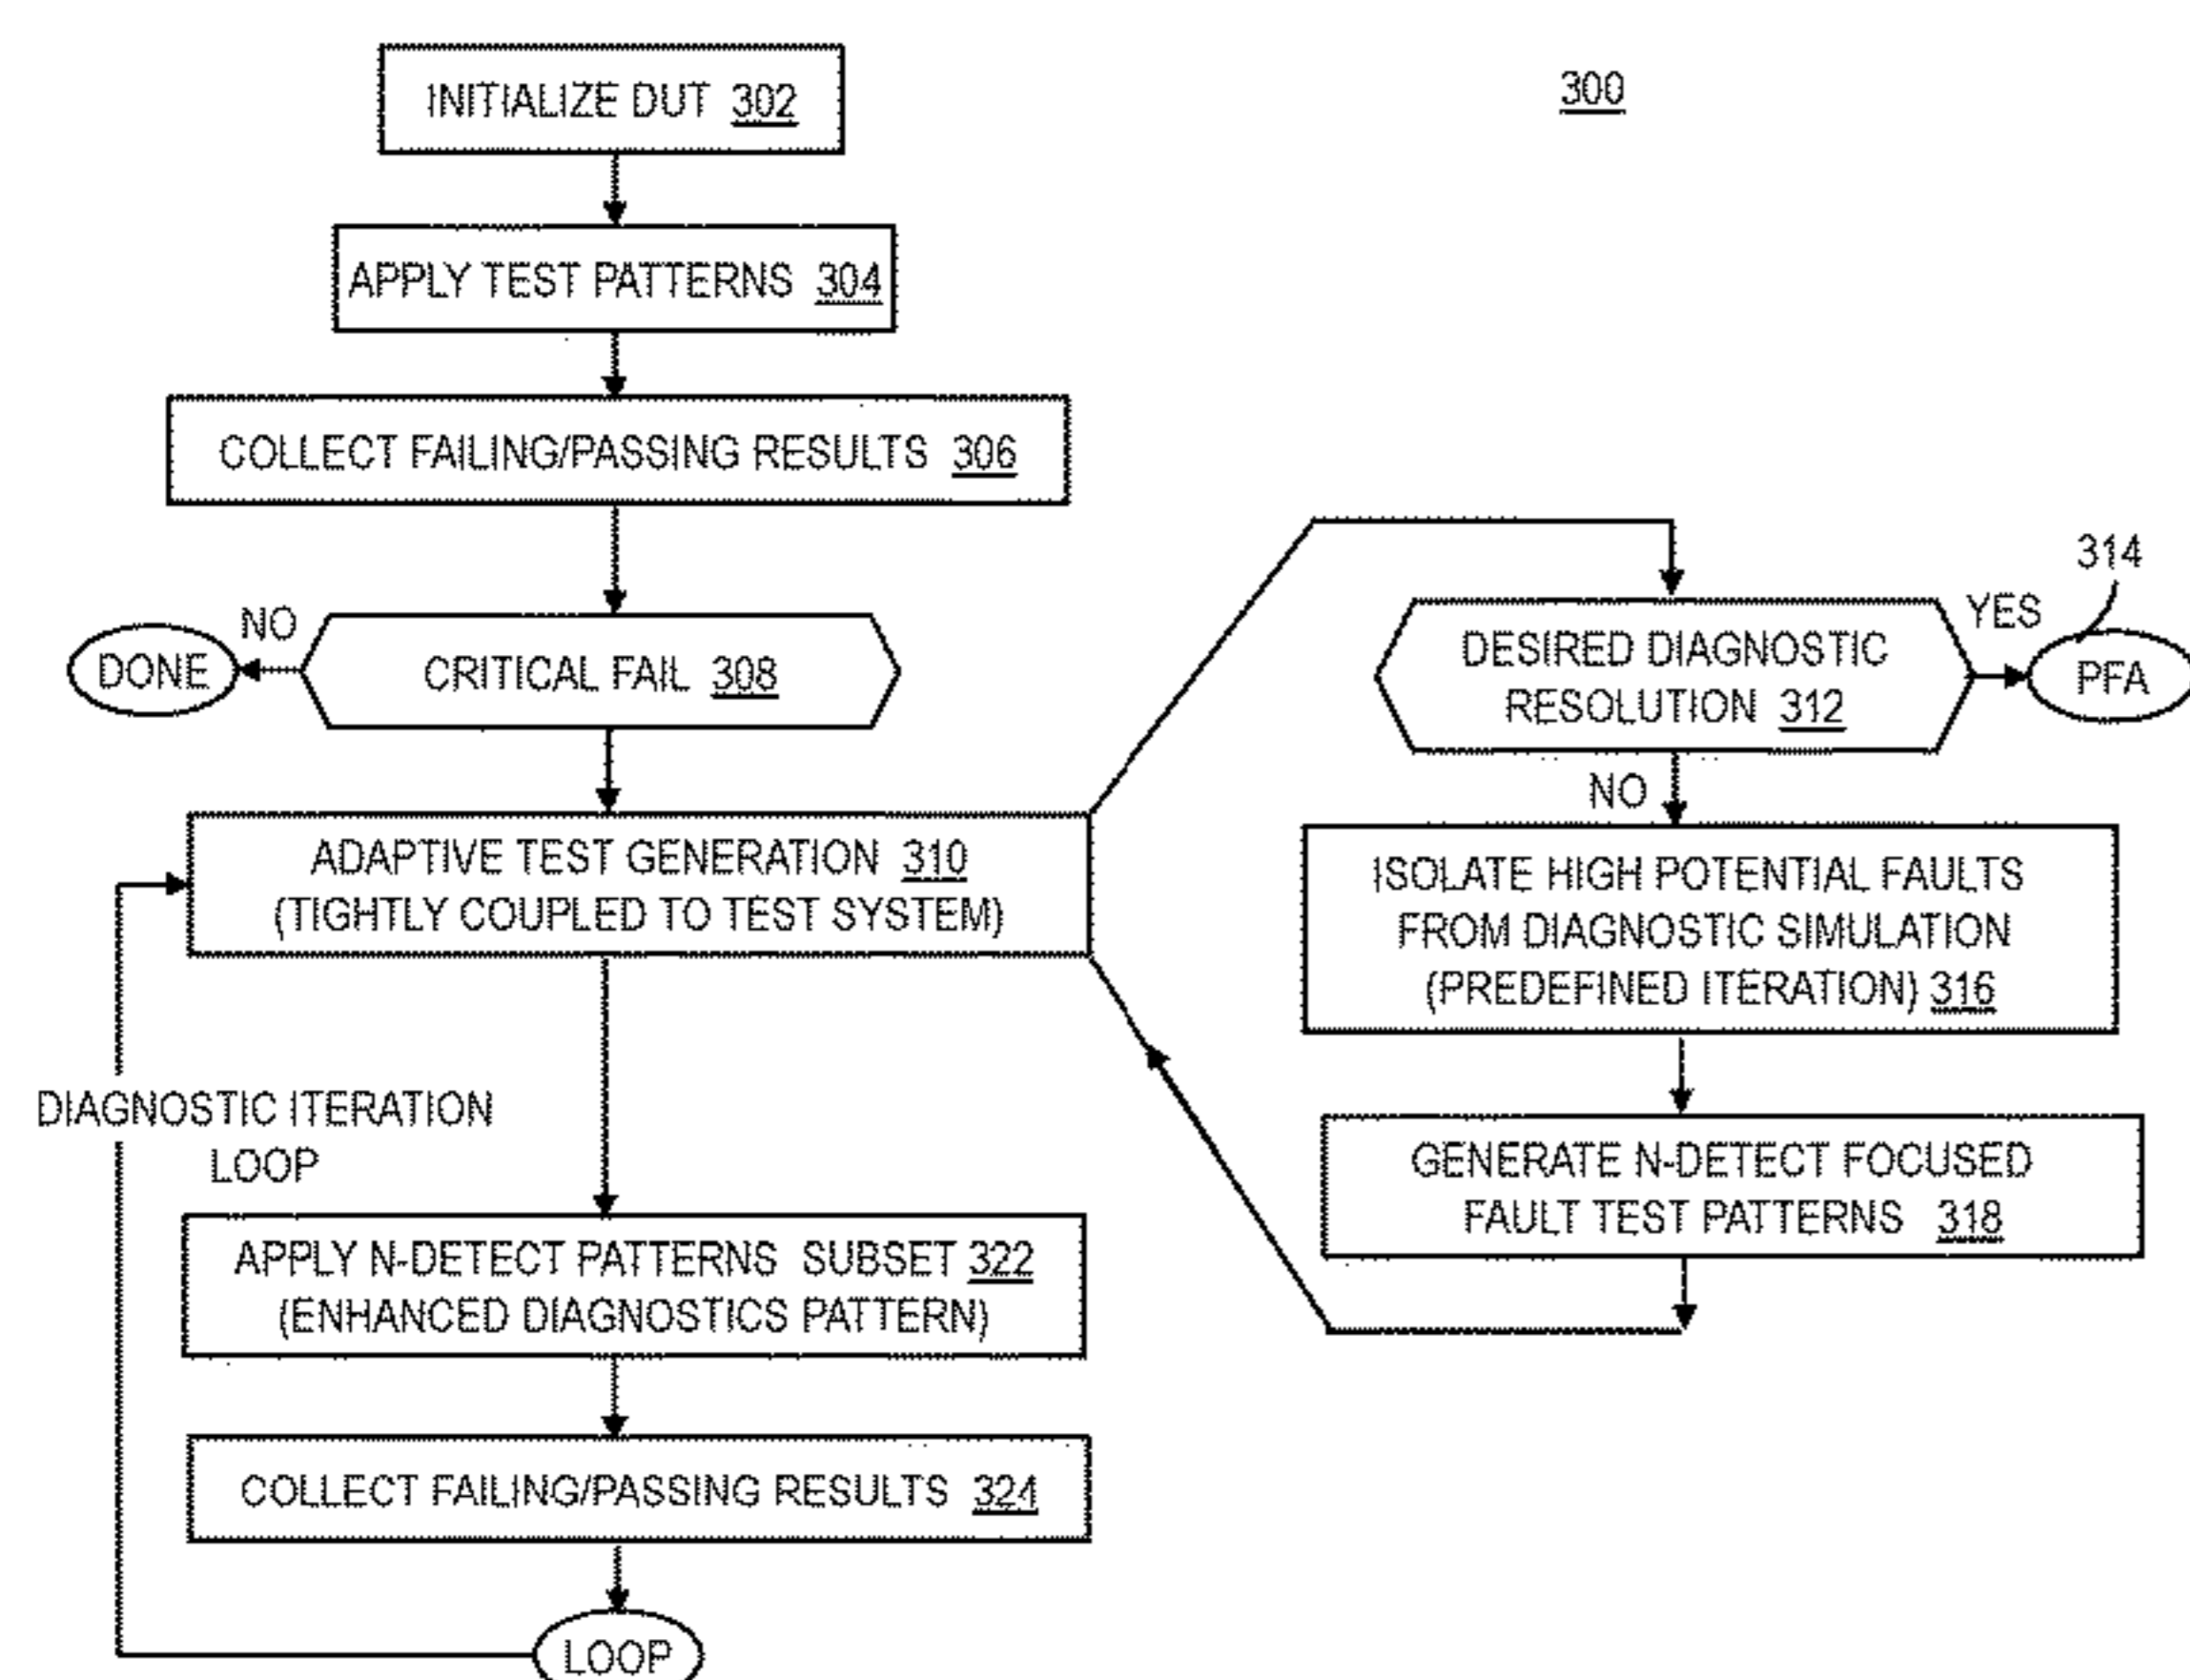 300
INITIALIZE DUT 302
APPLY TEST PATTERNS 304
COLLECT FAILING/PASSING RESULTS 306
CRITICAL FAIL 308
NO
DONE
ADAPTIVE TEST GENERATION 310
(TIGHTLY COUPLED TO TEST SYSTEM)
DESIRED DIAGNOSTIC
RESOLUTION 312
YES
314
PFA
NO
ISOLATE HIGH POTENTIAL FAULTS
FROM DIAGNOSTIC SIMULATION
(PREDEFINED ITERATION) 316
GENERATE N-DETECT FOCUSED
FAULT TEST PATTERNS 318
DIAGNOSTIC ITERATION
LOOP
APPLY N-DETECT PATTERNS SUBSET 322
(ENHANCED DIAGNOSTICS PATTERN)
COLLECT FAILING/PASSING RESULTS 324
LOOP